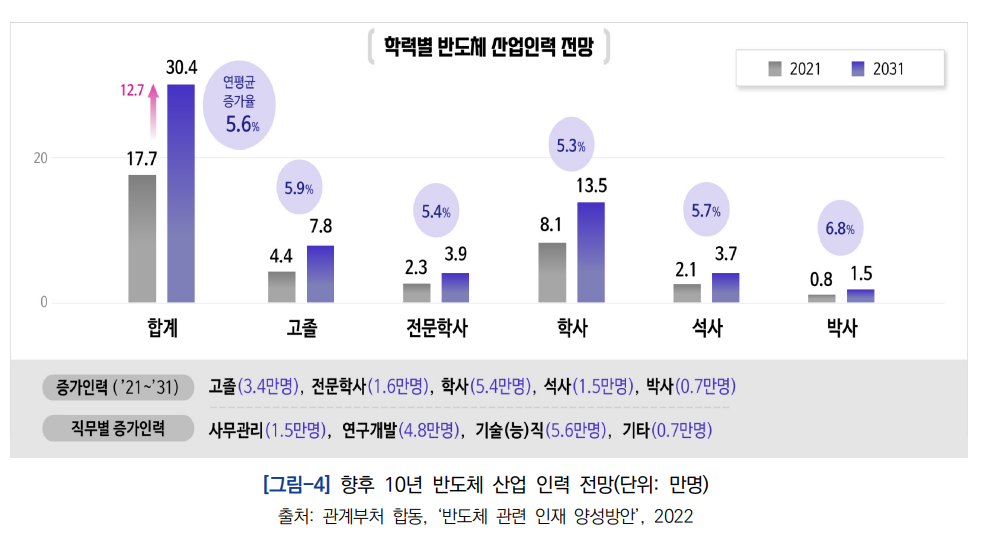 학력별 반도체 산업인력 전망
2021 2031
30.4
12.7
연평균
증가율
5.6%
17.7
20
5.9%
7.8
4.4
5.4%
3.9
2.3
5.3%
13.5
8.1
5.7%
3.7
2.1
6.8%
1.5
0.8
0
합계 고졸 전문학사 학사 석사 박사
증가인력 ( ’21~’31) 고졸(3.4만명), 전문학사(1.6만명), 학사(5.4만명), 석사(1.5만명), 박사(0.7만명)
직무별 증가인력 사무관리(1.5만명), 연구개발(4.8만명), 기술(능)직(5.6만명), 기타(0.7만명)
[그림-4] 향후 10년 반도체 산업 인력 전망(단위: 만명)
출처: 관계부처 합동, ‘반도체 관련 인재 양성방안’, 2022